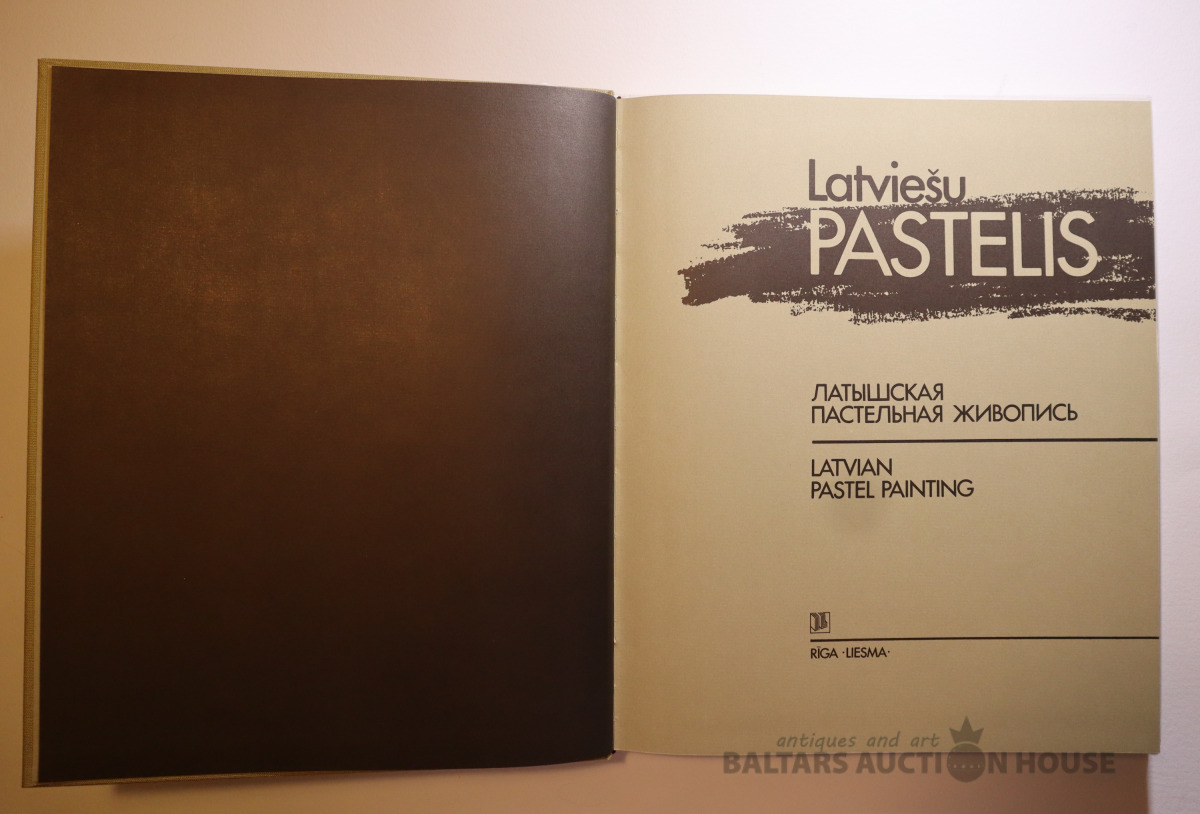 Latviešu
PASTELIS
ЛАТЫШСКАЯ
ПАСТЕЛЬНАЯ ЖИВОПИСЬ
LATVIAN
PASTEL PAINTING
RĪGA ·LIESMA·
antiques and art
BALTARS AUCTION HOUSE